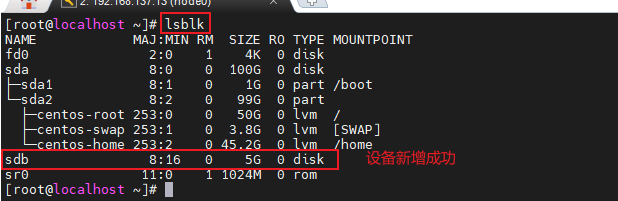 2. 192.168.137.13 (node0)
[root@localhost ~]# lsblk
NAME MAJ:MIN RM SIZE RO TYPE MOUNTPOINT
fd0 2:0 1 4K 0 disk
sda 8:0 0 100G 0 disk
├─sda1 8:1 0 1G 0 part /boot
└─sda2 8:2 0 99G 0 part
├─centos-root 253:0 0 50G 0 lvm /
├─centos-swap 253:1 0 3.8G 0 lvm [SWAP]
└─centos-home 253:2 0 45.2G 0 lvm /home
sdb 8:16 0 5G 0 disk 设备新增成功
sr0 11:0 1 1024M 0 rom
[root@localhost ~]#